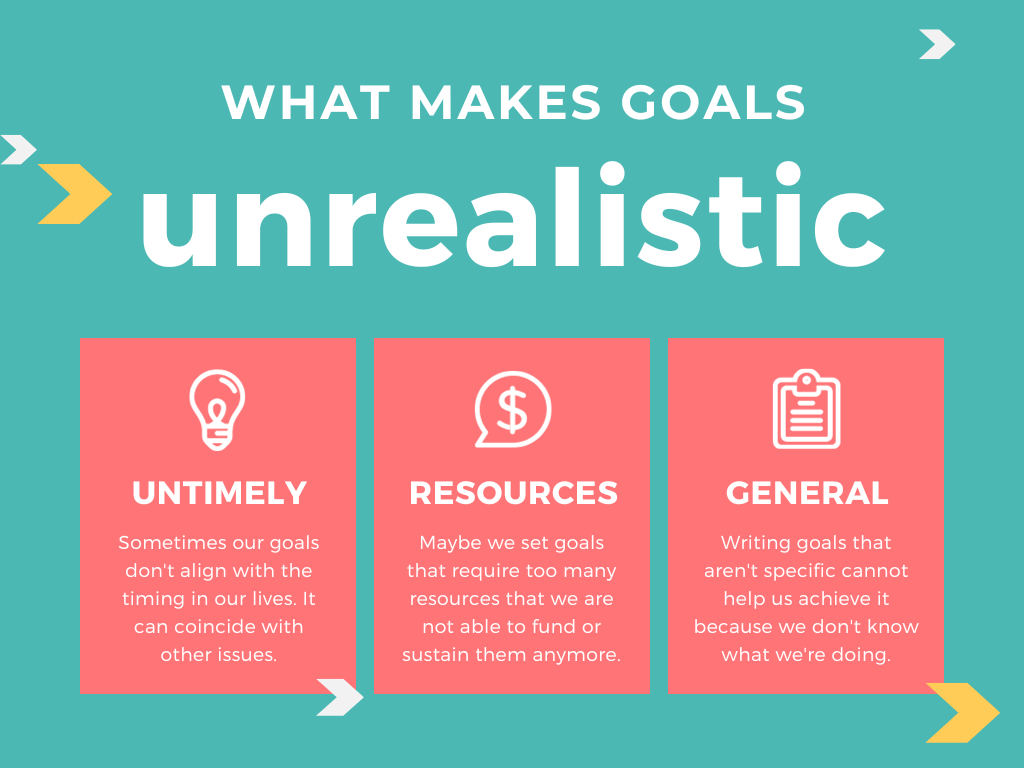 WHAT MAKES GOALS
unrealistic
UNTIMELY
Sometimes our goals
don't align with the
timing in our lives. It
can coincide with
other issues.
RESOURCES
Maybe we set goals
that require too many
resources that we are
not able to fund or
sustain them anymore.
GENERAL
Writing goals that
aren't specific cannot
help us achieve it
because we don't know
what we're doing.